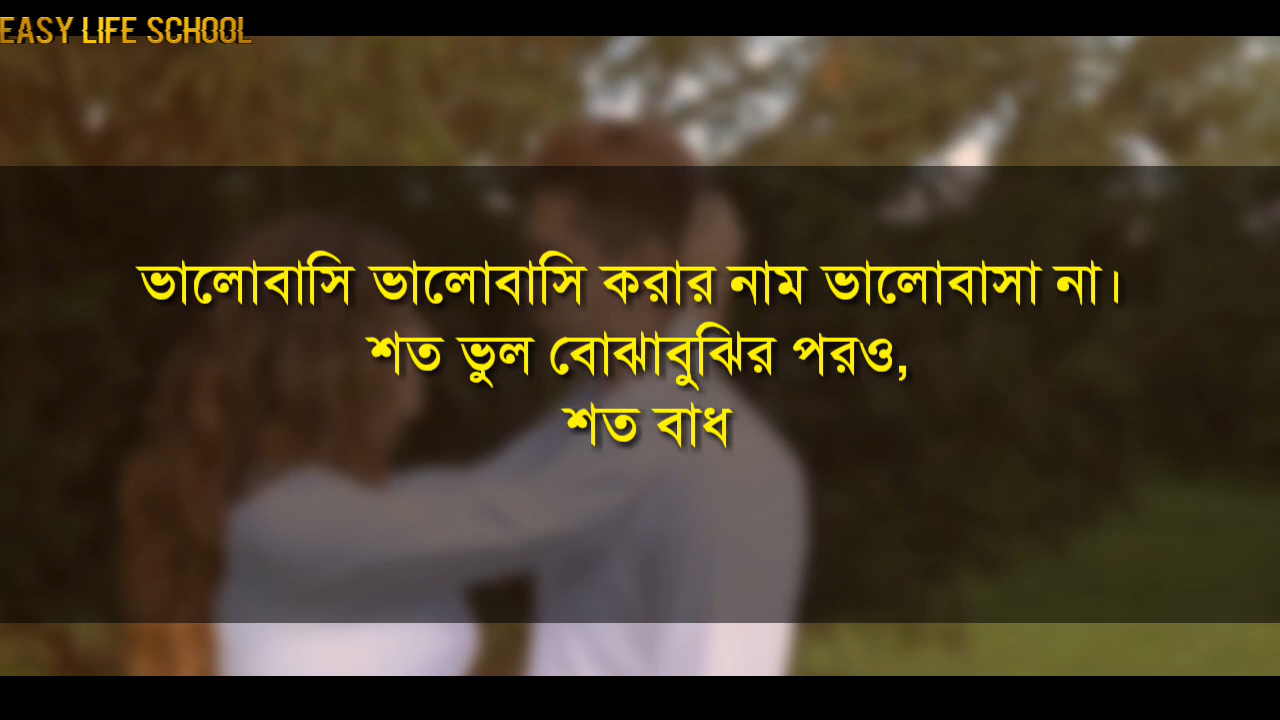 EASY LIFE SCHOOL
ভালোবাসি ভালোবাসি করার নাম ভালোবাসা না।
শত ভুল বোঝাবুঝির পরও,
শত বাধ